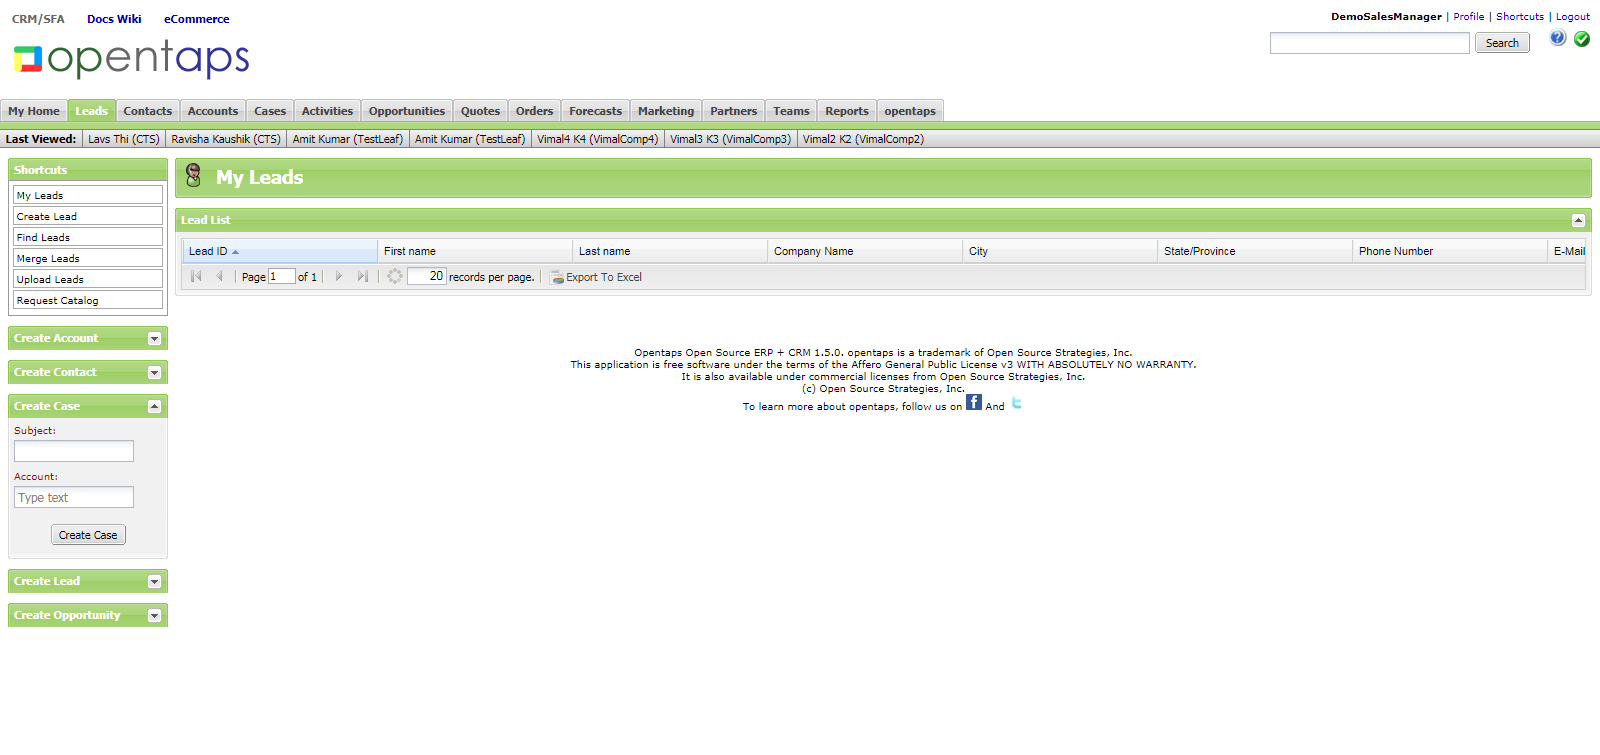 CRM/SFA Docs Wiki eCommerce
DemoSalesManager | Profile | Shortcuts | Logout
opentaps
Search
My Home Leads Contacts Accounts Cases Activities Opportunities Quotes Orders Forecasts Marketing Partners Teams Reports opentaps
Last Viewed: Lavs Thi (CTS) Ravisha Kaushik (CTS) Amit Kumar (TestLeaf) Amit Kumar (TestLeaf) Vimal4 K4 (VimalComp4) Vimal3 K3 (VimalComp3) Vimal2 K2 (VimalComp2)
Shortcuts
My Leads
Create Lead
Find Leads
Merge Leads
Upload Leads
Request Catalog
Create Account
Create Contact
Create Case
Subject:
Account:
Type text
Create Case
Create Lead
Create Opportunity
My Leads
Lead List
Lead ID First name Last name Company Name City State/Province Phone Number E-Mail
Page 1 of 1 20 records per page. Export To Excel
Opentaps Open Source ERP + CRM 1.5.0. opentaps is a trademark of Open Source Strategies, Inc.
This application is free software under the terms of the Affero General Public License v3 WITH ABSOLUTELY NO WARRANTY.
It is also available under commercial licenses from Open Source Strategies, Inc.
(c) Open Source Strategies, Inc.
To learn more about opentaps, follow us on f And t